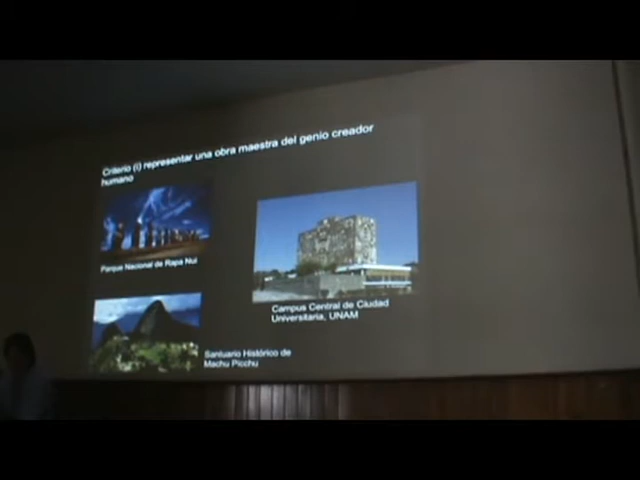 Criterio (i) representar una obra maestra del genio creador
humano
Parque Nacional de Rapa Nui
Campus Central de Ciudad
Universitaria, UNAM
Santuario Histórico de
Machu Picchu